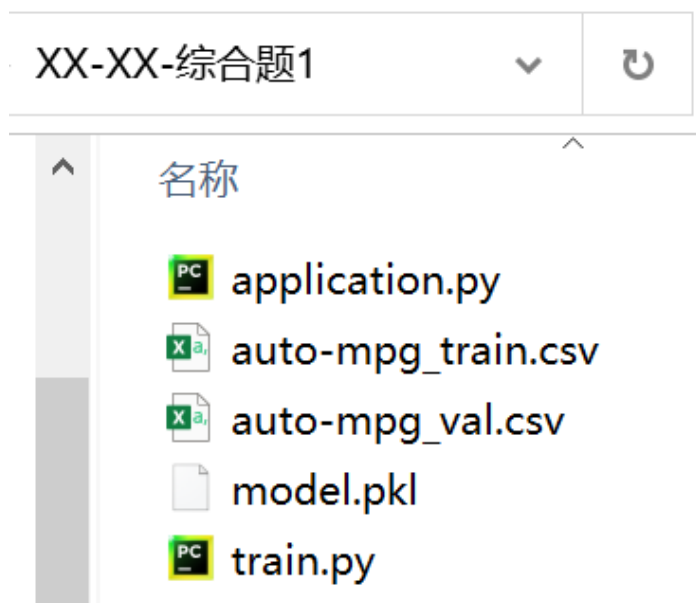 XX-XX-综合题1
名称
application.py
auto-mpg_train.csv
auto-mpg_val.csv
model.pkl
train.py